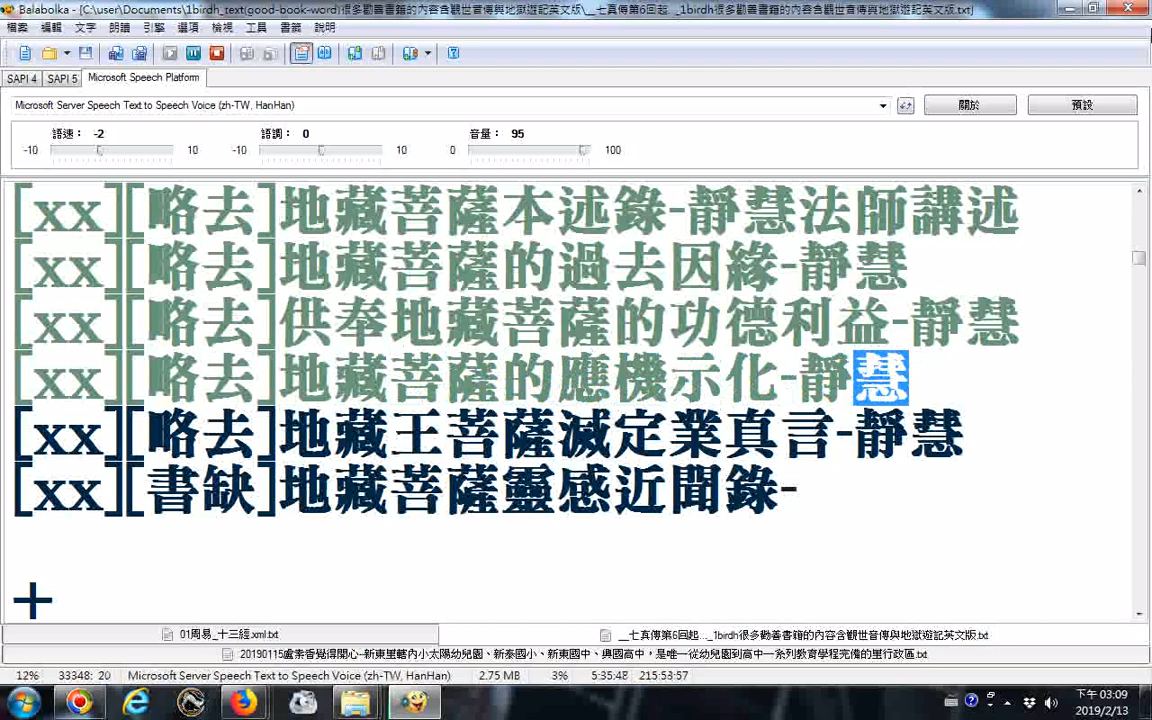 Balabolka - [C:\user\Documents\1birdh_text(good-book-word)很多勸善書籍的內容含觀世音傳與地獄遊記英文版\__七真傳第6回起..._1birdh很多勸善書籍的內容含觀世音傳與地獄遊記英文版.txt]
檔案 編輯 文字 朗讀 引擎 選項 檢視 工具 書籤 說明
SAPI 4 SAPI 5 Microsoft Speech Platform
Microsoft Server Speech Text to Speech Voice (zh-TW, HanHan) 關於 預設
語速： -2 語調： 0 音量： 95
-10 10 -10 10 0 100
[xx][略去]地藏菩薩本述錄-靜慧法師講述
[xx][略去]地藏菩薩的過去因緣-靜慧
[xx][略去]供奉地藏菩薩的功德利益-靜慧
[xx][略去]地藏菩薩的應機示化-靜慧
[xx][略去]地藏王菩薩滅定業真言-靜慧
[xx][書缺]地藏菩薩靈感近聞錄-
+
01周易_十三經.xml.txt __七真傳第6回起..._1birdh很多勸善書籍的內容含觀世音傳與地獄遊記英文版.txt
20190115盧素香覺得開心-新東里轄內小太陽幼兒園、新泰國小、新東國中、興國高中，是唯一從幼兒園到高中一系列教育學程完備的里行政區.txt
12% 33348: 20 Microsoft Server Speech Text to Speech Voice (zh-TW, HanHan) 2.75 MB 3% 5:35:48 215:53:57
下午 03:09
2019/2/13